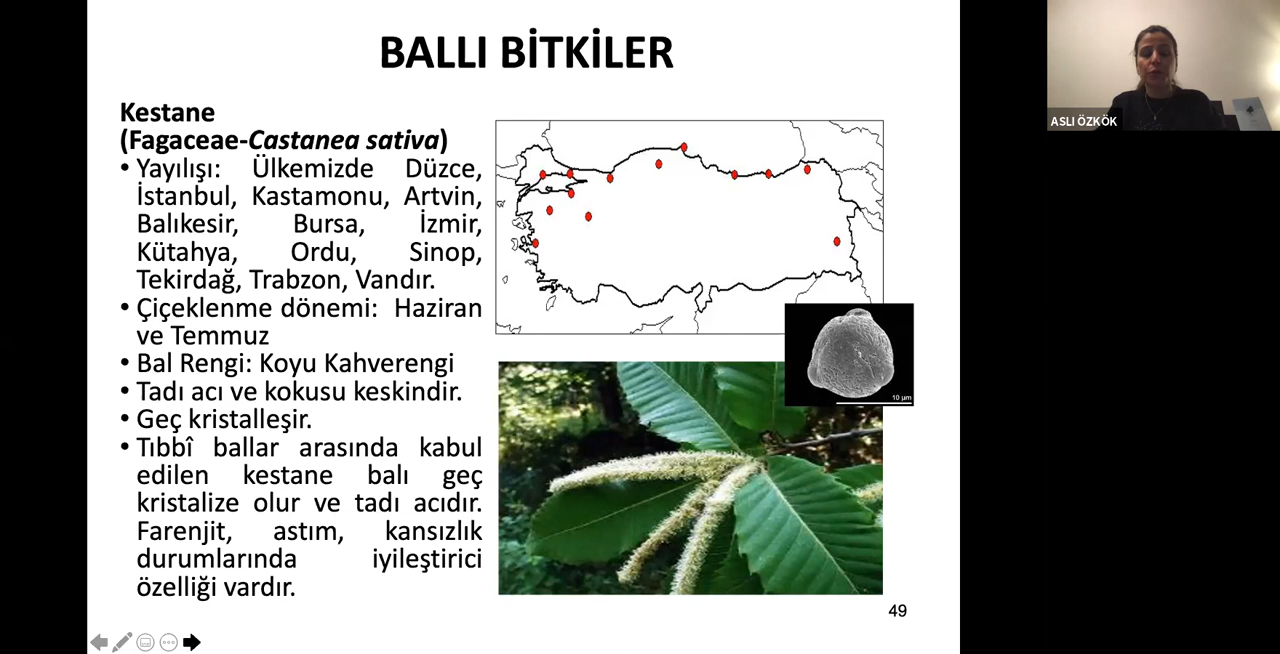 BALLI BİTKİLER
Kestane
(Fagaceae-Castanea sativa)
• Yayılışı: Ülkemizde Düzce,
İstanbul, Kastamonu, Artvin,
Balıkesir, Bursa, İzmir,
Kütahya, Ordu, Sinop,
Tekirdağ, Trabzon, Vandır.
• Çiçeklenme dönemi: Haziran
ve Temmuz
• Bal Rengi: Koyu Kahverengi
• Tadı acı ve kokusu keskindir.
• Geç kristalleşir.
• Tıbbî ballar arasında kabul
edilen kestane balı geç
kristalize olur ve tadı acıdır.
Farenjit, astım, kansızlık
durumlarında iyileştirici
özelliği vardır.
10 µm
49
ASLI ÖZKÖK